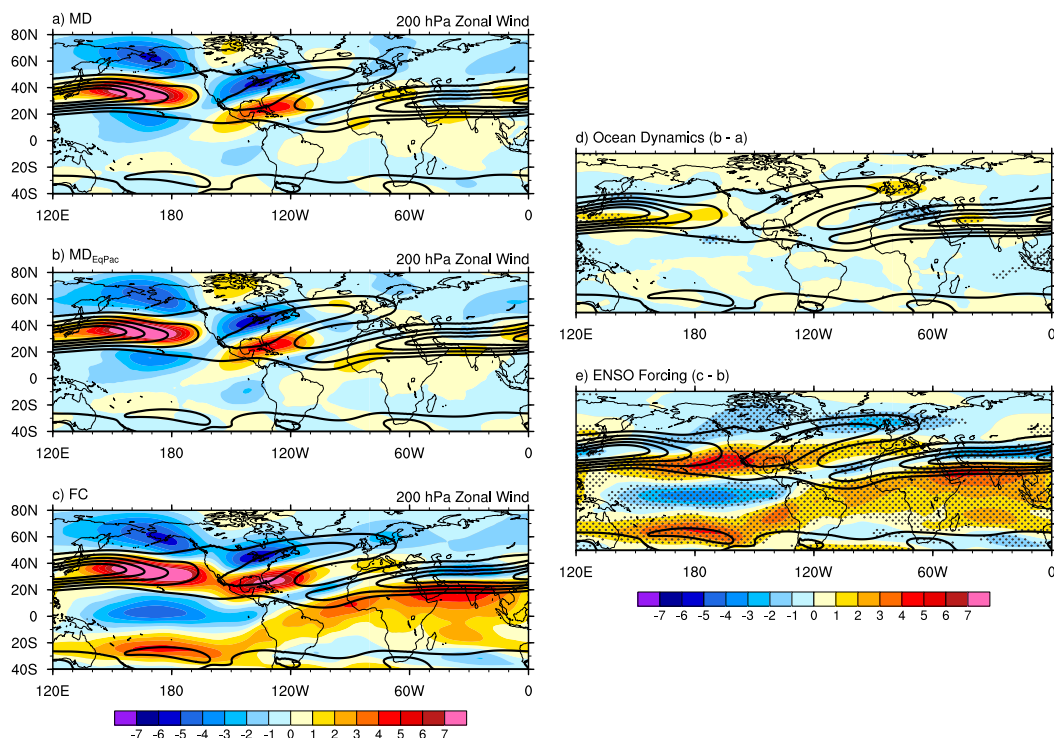 a) MD 200 hPa Zonal Wind
80N
60N
40N
20N
0
20S
40S
120E 180 120W 60W 0
b) MDEqPac 200 hPa Zonal Wind
80N
60N
40N
20N
0
20S
40S
120E 180 120W 60W 0
c) FC 200 hPa Zonal Wind
80N
60N
40N
20N
0
20S
40S
120E 180 120W 60W 0
-7 -6 -5 -4 -3 -2 -1 0 1 2 3 4 5 6 7
d) Ocean Dynamics (b - a)
120E 180 120W 60W 0
e) ENSO Forcing (c - b)
120E 180 120W 60W 0
-7 -6 -5 -4 -3 -2 -1 0 1 2 3 4 5 6 7